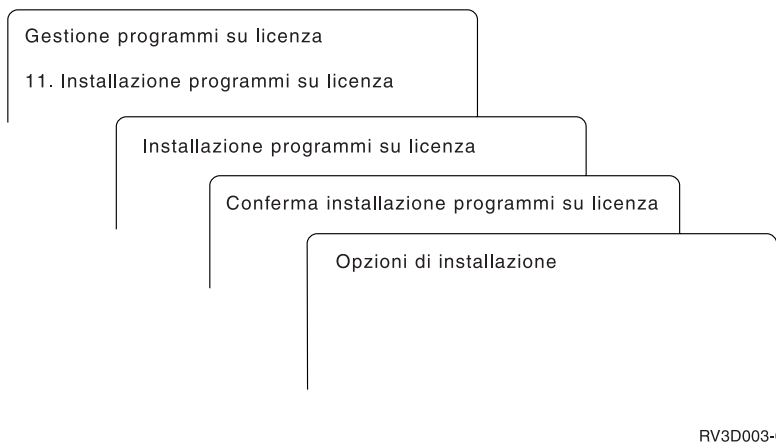 Gestione programmi su licenza
11. Installazione programmi su licenza
Installazione programmi su licenza
Conferma installazione programmi su licenza
Opzioni di installazione